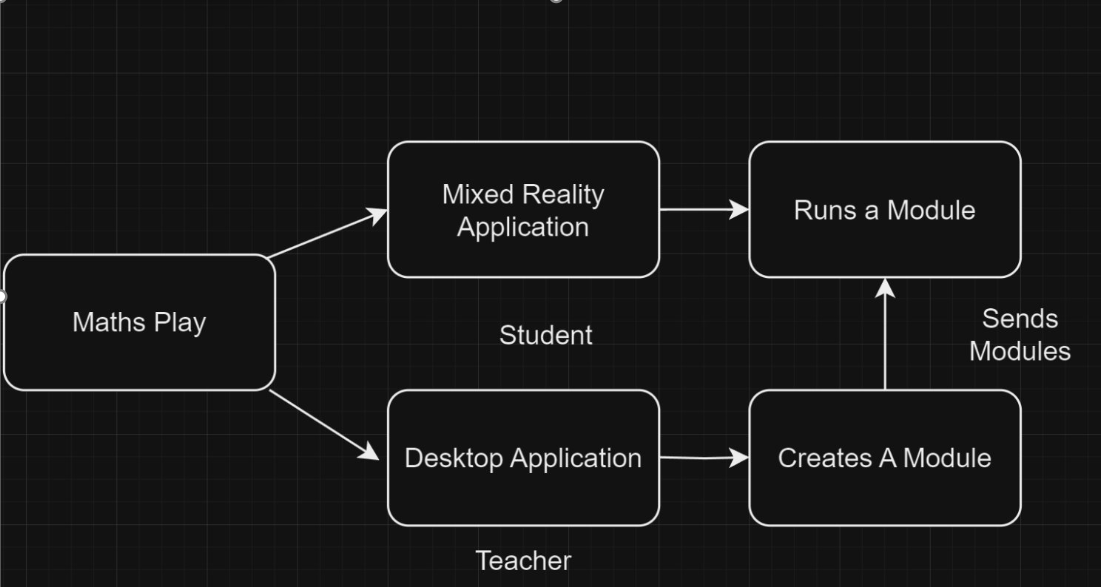 Mixed Reality
Application
Runs a Module
Maths Play
Student
Sends
Modules
Desktop Application
Creates A Module
Teacher